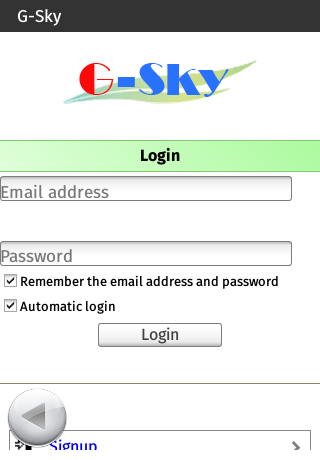 G-Sky
G-Sky
Login
Email address
Password
Remember the email address and password
Automatic login
Login
Signup